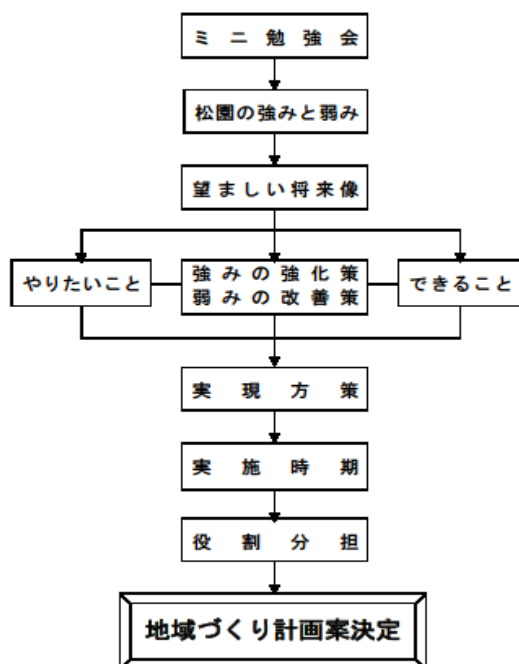 ミニ勉強会
松園の強みと弱み
望ましい将来像
やりたいこと
強みの強化策
弱みの改善策
できること
実現方策
実施時期
役割分担
地域づくり計画案決定